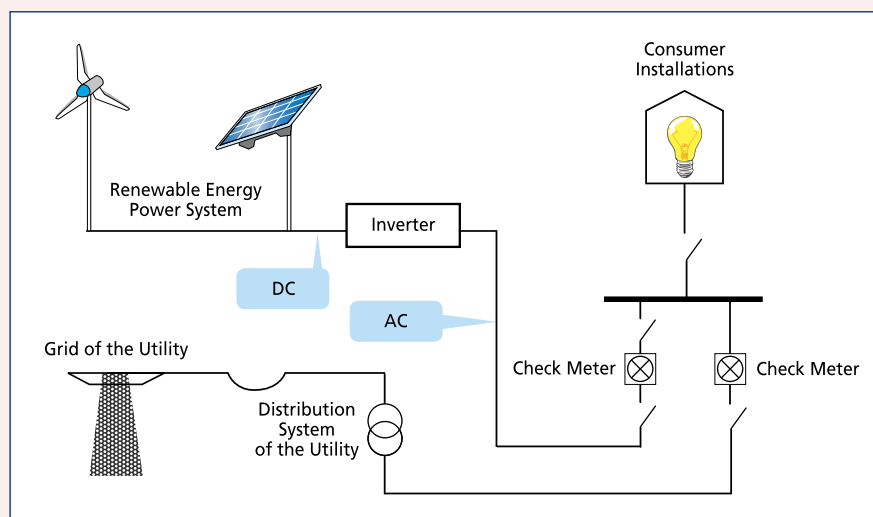 Consumer
Installations
Renewable Energy
Power System
Inverter
DC
AC
Grid of the Utility
Check Meter
Check Meter
Distribution
System
of the Utility